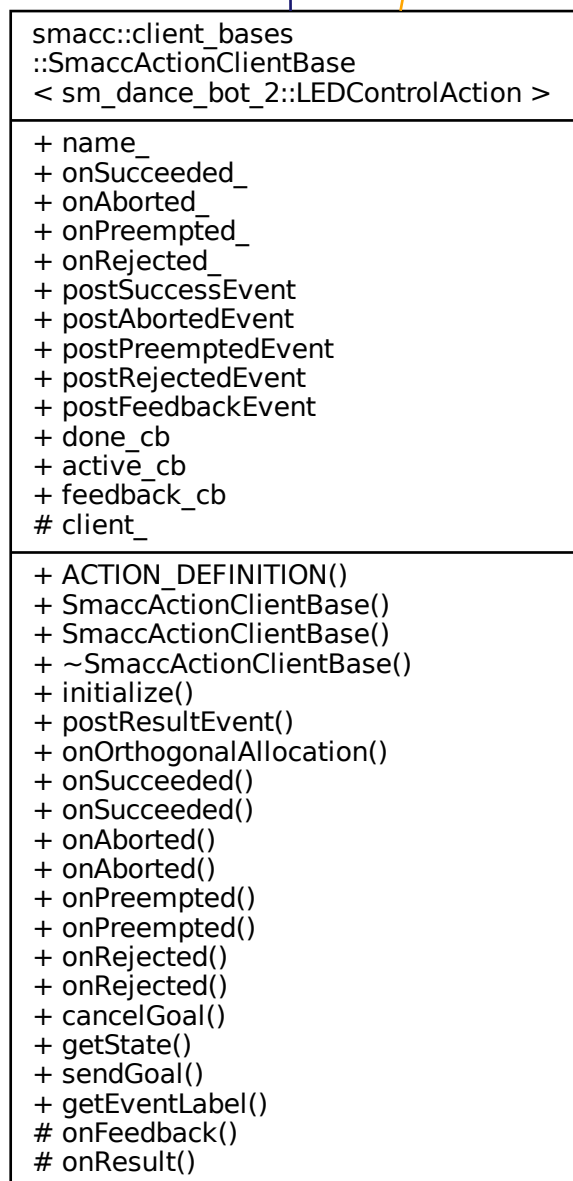 smacc::client_bases
::SmaccActionClientBase
< sm_dance_bot_2::LEDControlAction >
+ name_
+ onSucceeded_
+ onAborted_
+ onPreempted_
+ onRejected_
+ postSuccessEvent
+ postAbortedEvent
+ postPreemptedEvent
+ postRejectedEvent
+ postFeedbackEvent
+ done_cb
+ active_cb
+ feedback_cb
# client_
+ ACTION_DEFINITION()
+ SmaccActionClientBase()
+ SmaccActionClientBase()
+ ~SmaccActionClientBase()
+ initialize()
+ postResultEvent()
+ onOrthogonalAllocation()
+ onSucceeded()
+ onSucceeded()
+ onAborted()
+ onAborted()
+ onPreempted()
+ onPreempted()
+ onRejected()
+ onRejected()
+ cancelGoal()
+ getState()
+ sendGoal()
+ getEventLabel()
# onFeedback()
# onResult()